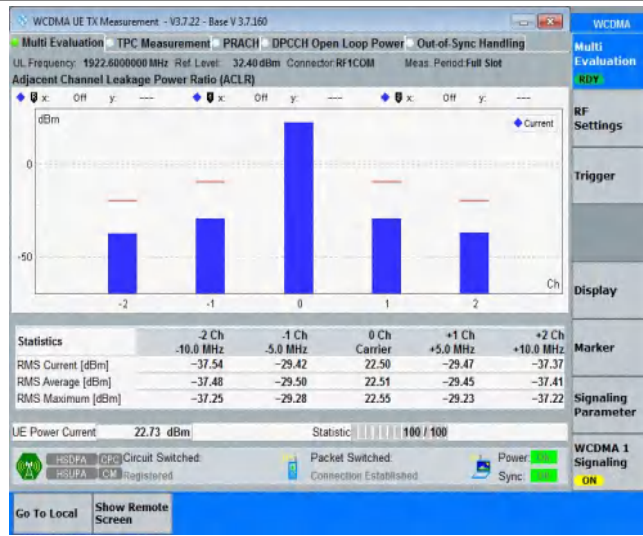 WCDMA UE TX Measurement - V3.7.22 - Base V 3.7.160
WCDMA
Multi Evaluation TPC Measurement PRACH DPCCH Open Loop Power Out-of-Sync Handling
UL Frequency: 1922.6000000 MHz Ref. Level: 32.40 dBm Connector: RF1COM Meas. Period: Full Slot
Adjacent Channel Leakage Power Ratio (ACLR)
x: Off y: --- x: Off y: --- x: Off y: ---
dBm
Current
0
-50
Ch
-2 -1 0 1 2
Statistics -2 Ch -1 Ch 0 Ch +1 Ch +2 Ch
-10.0 MHz -5.0 MHz Carrier +5.0 MHz +10.0 MHz
RMS Current [dBm] -37.54 -29.42 22.50 -29.47 -37.37
RMS Average [dBm] -37.48 -29.50 22.51 -29.45 -37.41
RMS Maximum [dBm] -37.25 -29.28 22.55 -29.23 -37.22
UE Power Current 22.73 dBm Statistic 100 / 100
HSDPA CPC Circuit Switched: Packet Switched: Power:
HSUPA CM Registered Connection Established Sync:
Multi
Evaluation
RDY
RF
Settings
Trigger
Display
Marker
Signaling
Parameter
WCDMA 1
Signaling
ON
Go To Local
Show Remote
Screen